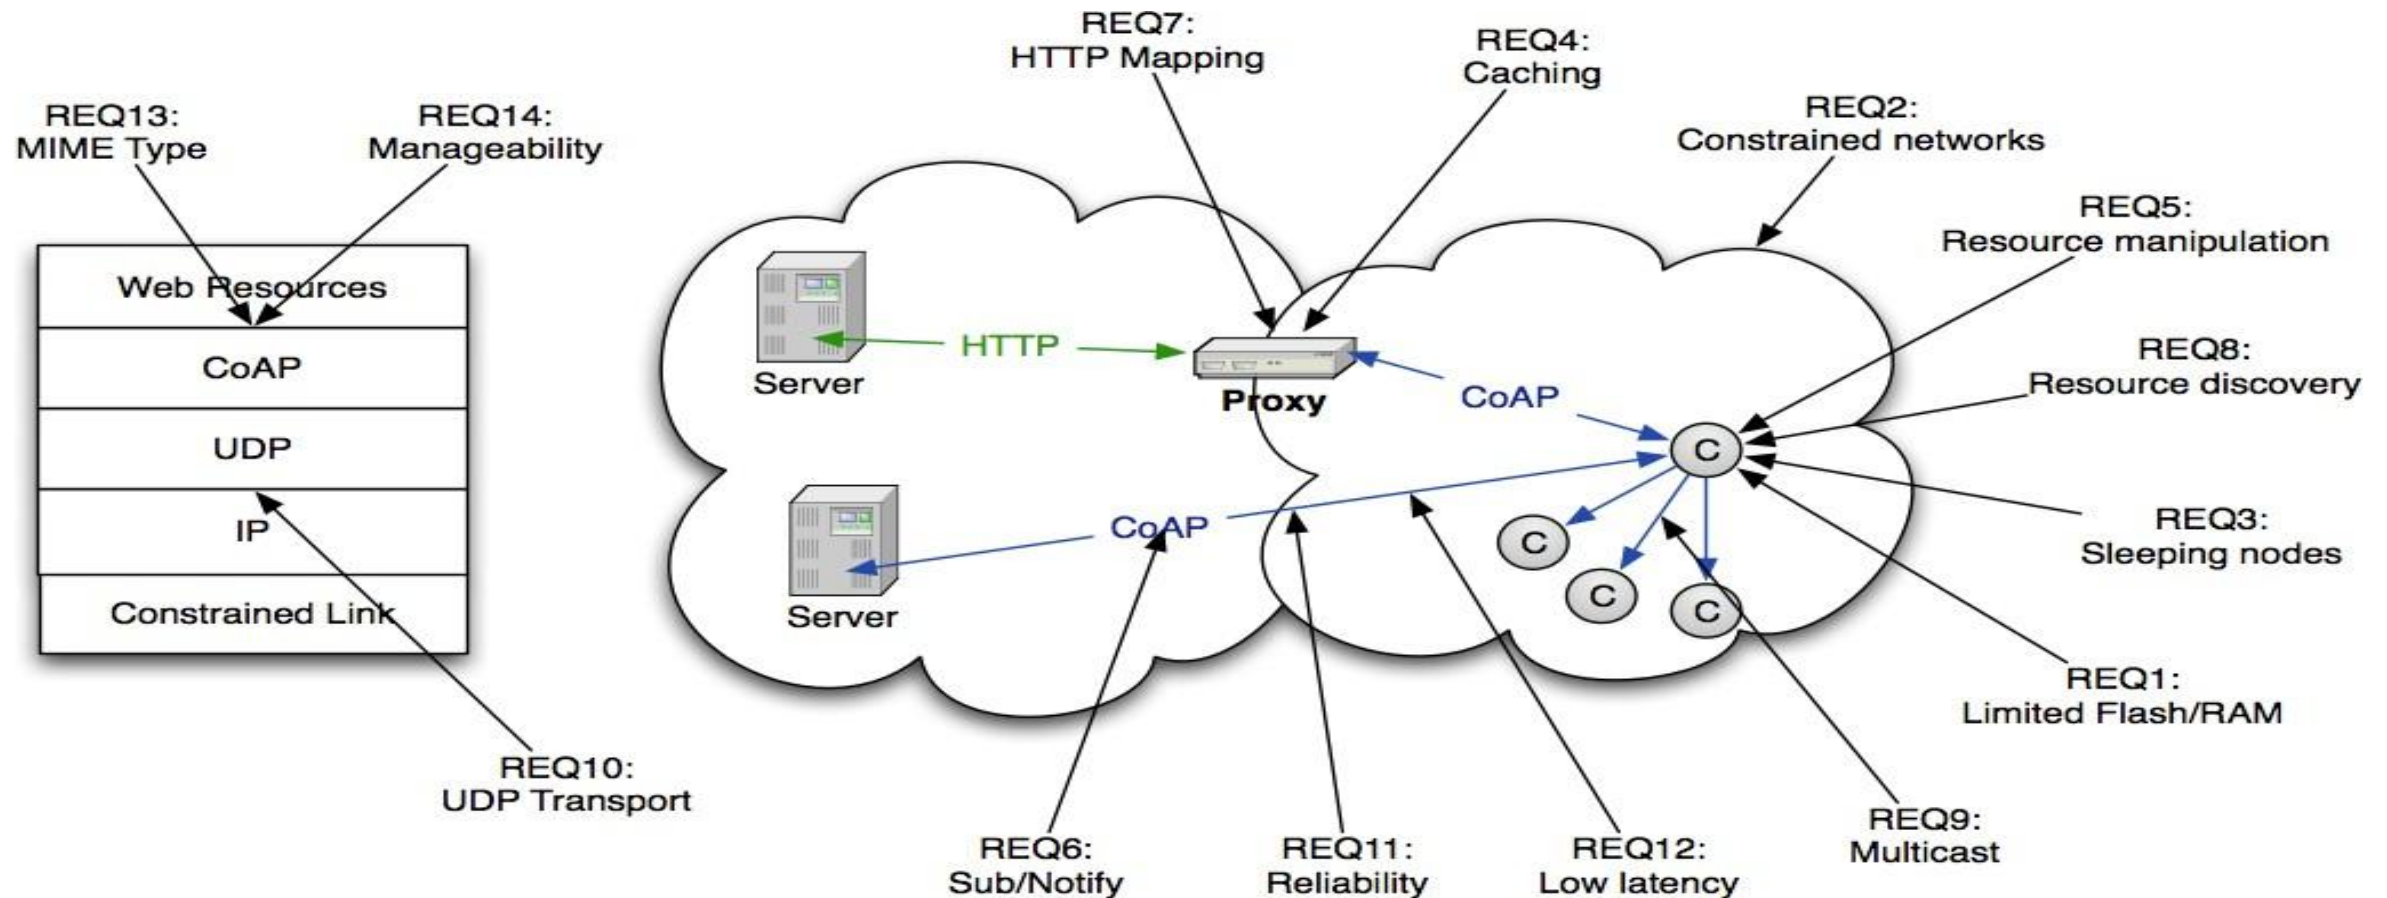 REQ7:
HTTP Mapping
REQ4:
Caching
REQ13:
MIME Type
REQ14:
Manageability
REQ2:
Constrained networks
REQ5:
Resource manipulation
Web Resources
CoAP
UDP
IP
Constrained Link
HTTP
Server
Proxy
CoAP
REQ8:
Resource discovery
C
CoAP
Server
C
C
C
REQ3:
Sleeping nodes
REQ1:
Limited Flash/RAM
REQ10:
UDP Transport
REQ6:
Sub/Notify
REQ11:
Reliability
REQ12:
Low latency
REQ9:
Multicast